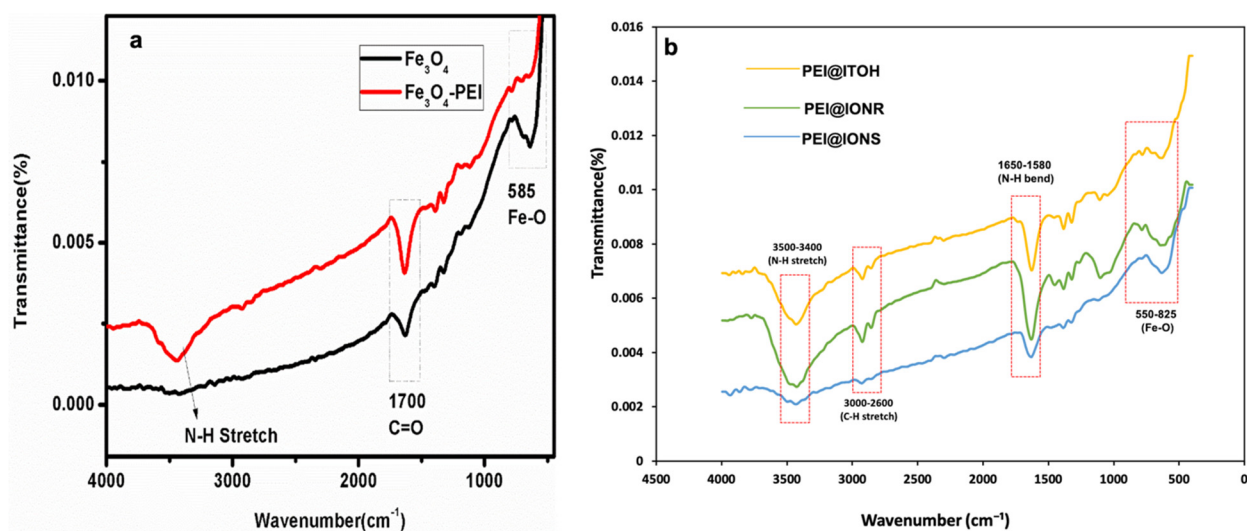 a
Fe3O4
Fe3O4-PEI
585
Fe-O
1700
C=O
N-H Stretch
0.010
0.005
0.000
4000 3000 2000 1000
Transmittance(%)
Wavenumber(cm-1)
b
PEI@ITOH
PEI@IONR
PEI@IONS
1650-1580
(N-H bend)
3500-3400
(N-H stretch)
3000-2600
(C-H stretch)
550-825
(Fe-O)
0.016
0.014
0.012
0.01
0.008
0.006
0.004
0.002
0
4500 4000 3500 3000 2500 2000 1500 1000 500 0
Transmittance(%)
Wavenumber (cm−1)